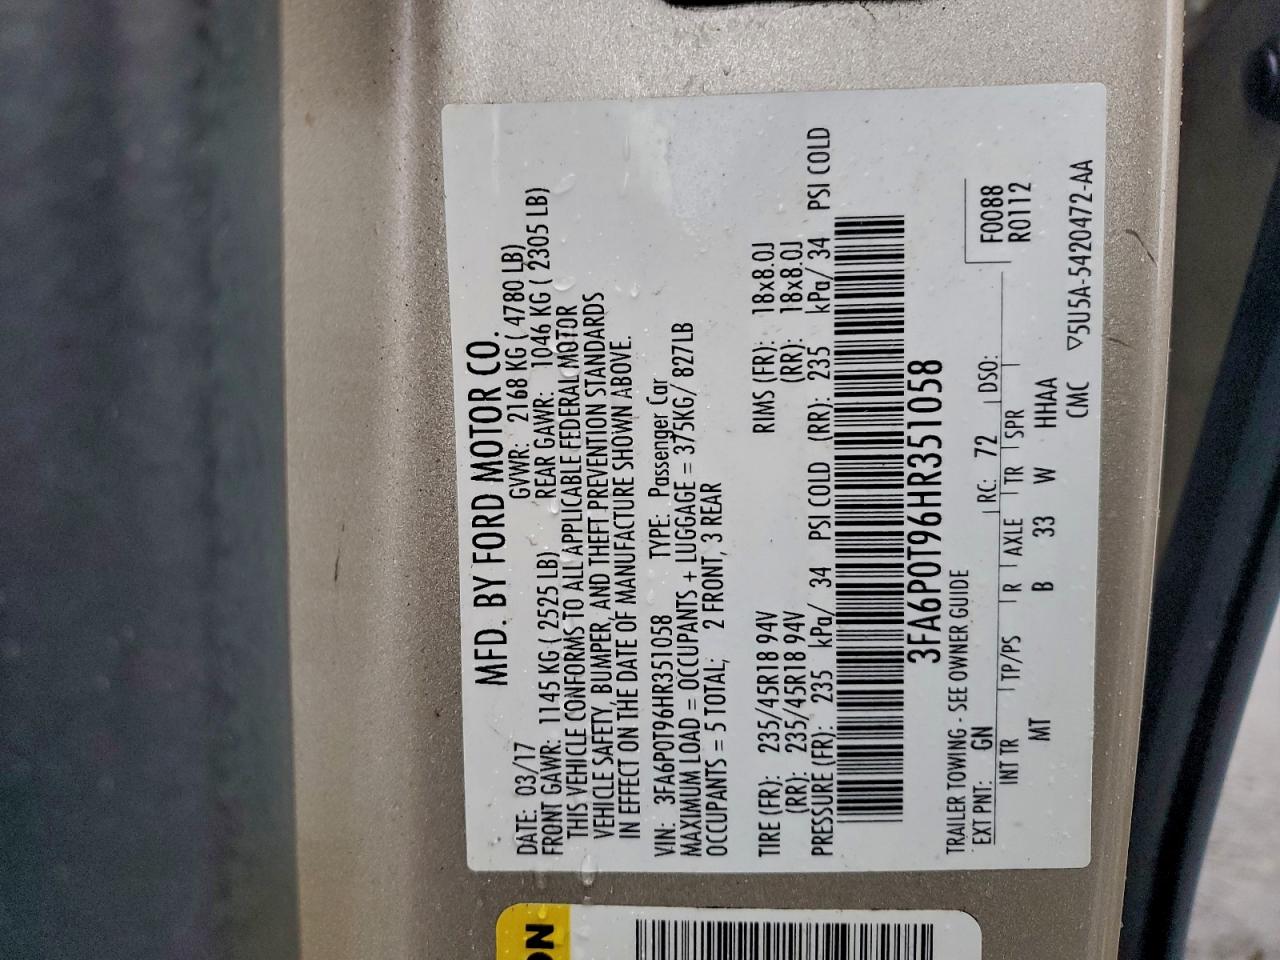 MFD. BY FORD MOTOR CO.
DATE: 03/17 GVWR: 2168 KG ( 4780 LB)
FRONT GAWR: 1145 KG ( 2525 LB) REAR GAWR: 1046 KG ( 2305 LB)
THIS VEHICLE CONFORMS TO ALL APPLICABLE FEDERAL MOTOR
VEHICLE SAFETY, BUMPER, AND THEFT PREVENTION STANDARDS
IN EFFECT ON THE DATE OF MANUFACTURE SHOWN ABOVE.
VIN: 3FA6P0T96HR351058 TYPE: Passenger Car
MAXIMUM LOAD = OCCUPANTS + LUGGAGE = 375KG/ 827LB
OCCUPANTS = 5 TOTAL; 2 FRONT, 3 REAR
TIRE (FR): 235/45R18 94V RIMS (FR): 18x8.0J
(RR): 235/45R18 94V (RR): 18x8.0J
PRESSURE (FR): 235 kPa/ 34 PSI COLD (RR): 235 kPa/ 34 PSI COLD
3FA6P0T96HR351058
TRAILER TOWING - SEE OWNER GUIDE
EXT PNT: GN RC: 72 DSO: F0088
INT TR TP/PS R AXLE TR SPR R0112
MT B 33 W HHAA
CMC ▽5U5A-5420472-AA
ON